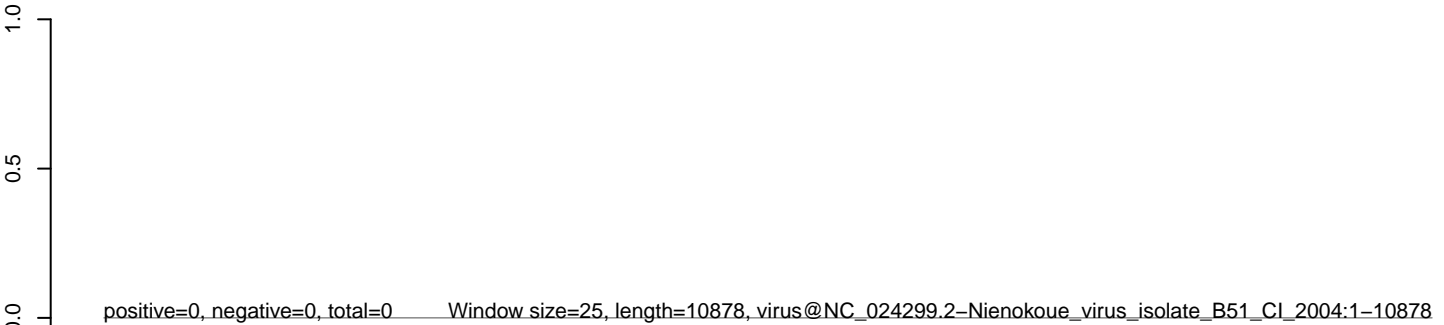 1.0
0.5
0.0
positive=0, negative=0, total=0 Window size=25, length=10878, virus@NC_024299.2−Nienokoue_virus_isolate_B51_CI_2004:1−10878